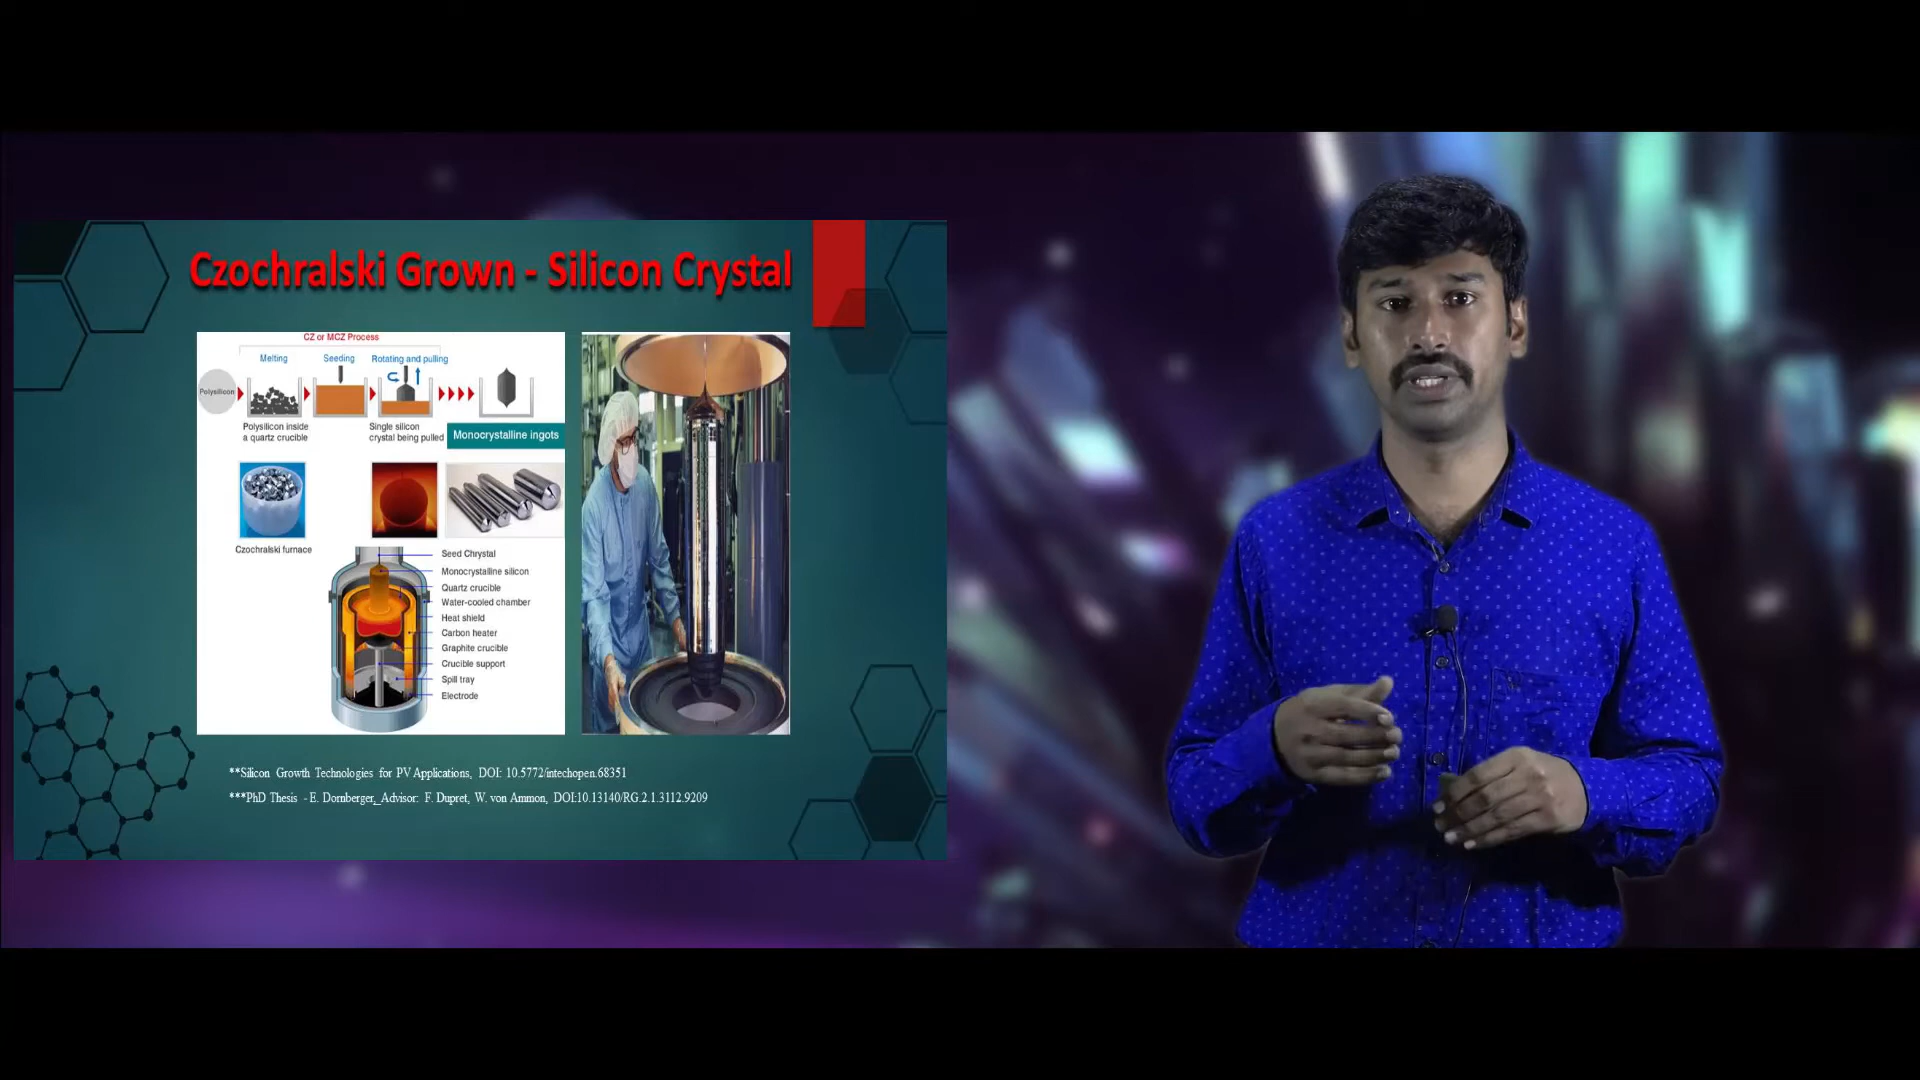 Czochralski Grown - Silicon Crystal
CZ or MCZ Process
Melting
Seeding
Rotating and pulling
Polysilicon
Polysilicon inside
a quartz crucible
Single silicon
crystal being pulled
Monocrystalline ingots
Czochralski furnace
Seed Chrystal
Monocrystalline silicon
Quartz crucible
Water-cooled chamber
Heat shield
Carbon heater
Graphite crucible
Crucible support
Spill tray
Electrode
**Silicon Growth Technologies for PV Applications, DOI: 10.5772/intechopen.68351
***PhD Thesis - E. Dornberger, Advisor: F. Dupret, W. von Ammon, DOI:10.13140/RG.2.1.3112.9209